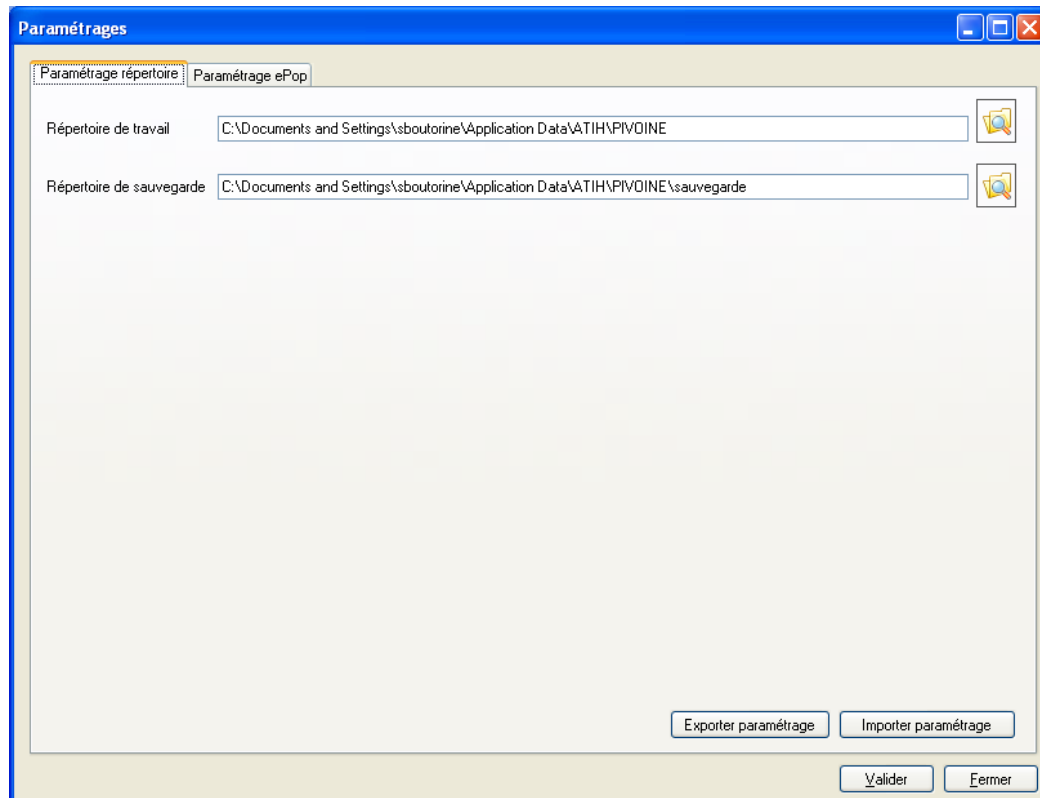 Paramétrages
Paramétrage répertoire Paramétrage ePop
Répertoire de travail C:\Documents and Settings\sboutorine\Application Data\ATIH\PIVOINE
Répertoire de sauvegarde C:\Documents and Settings\sboutorine\Application Data\ATIH\PIVOINE\sauvegarde
Exporter paramétrage Importer paramétrage
Valider Fermer